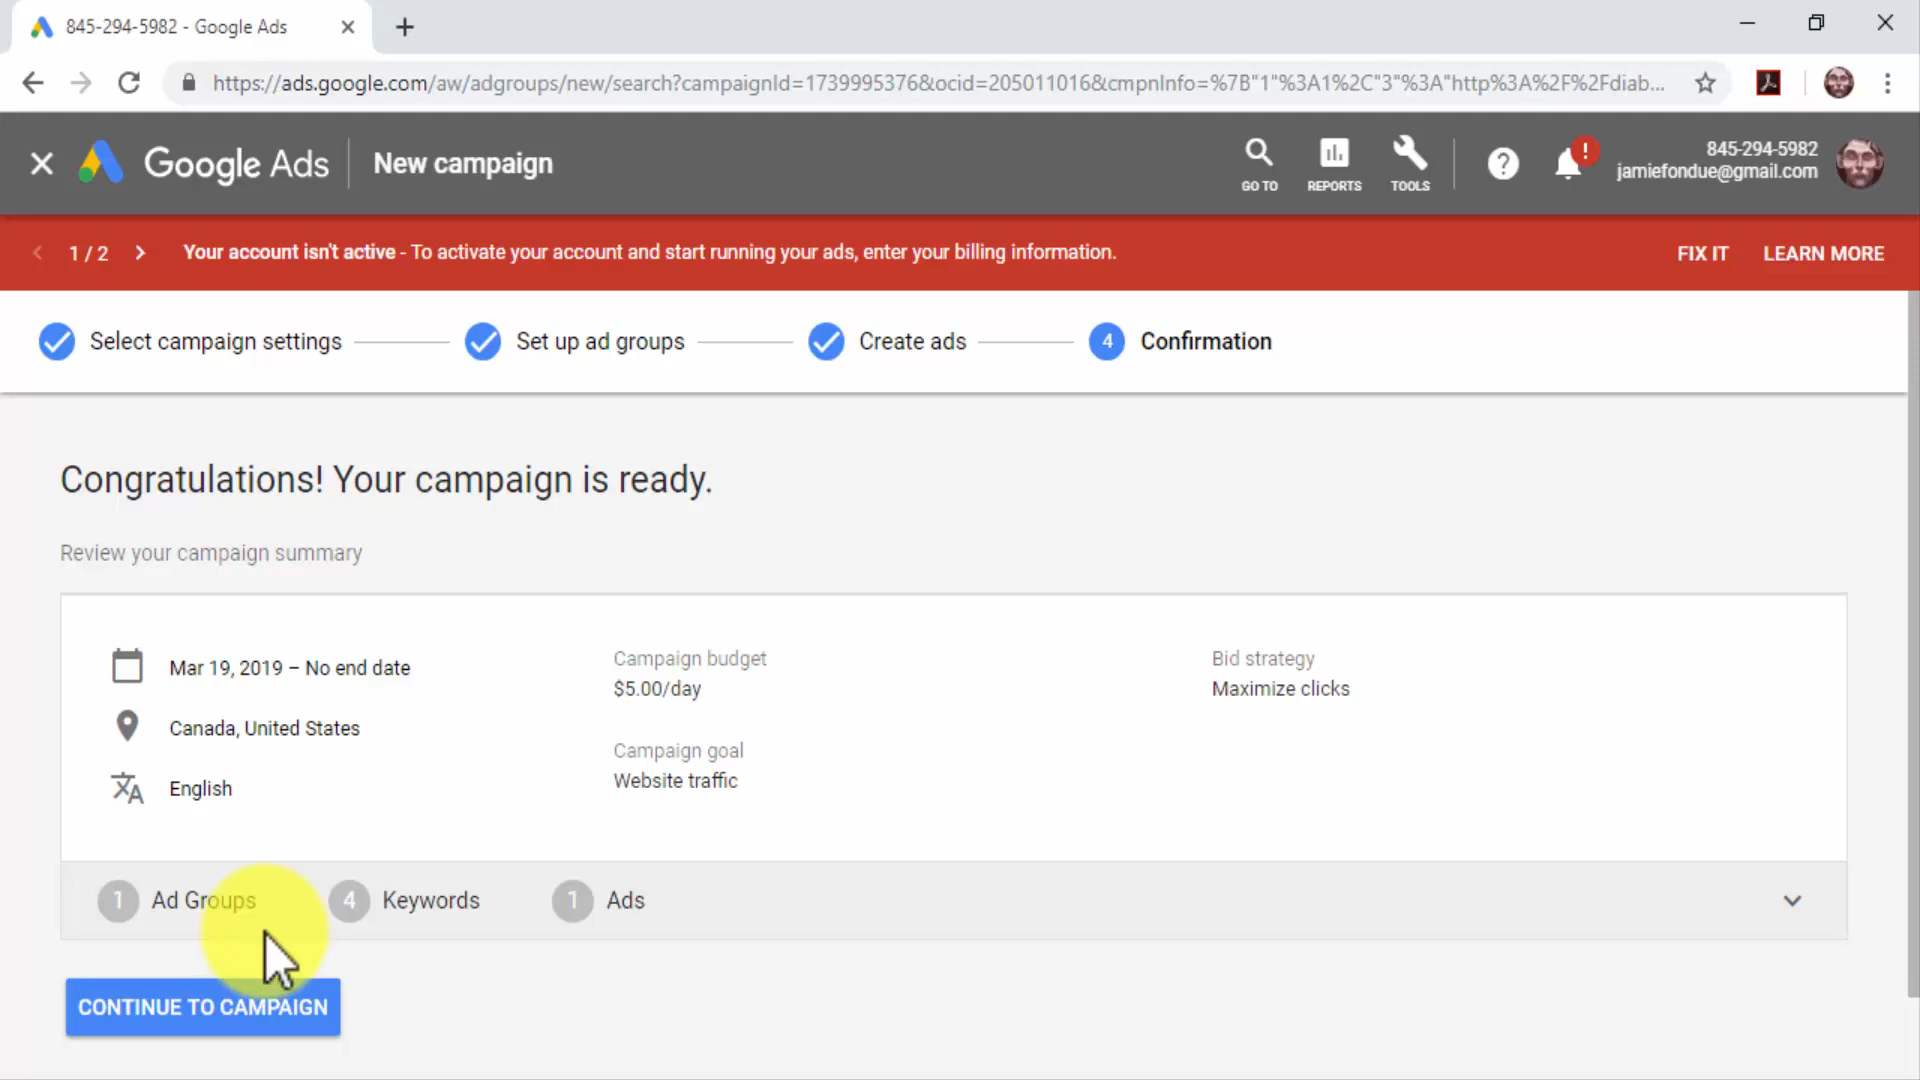 845-294-5982 - Google Ads
https://ads.google.com/aw/adgroups/new/search?campaignId=1739995376&ocid=205011016&cmpnInfo=%7B"1"%3A1%2C"3"%3A"http%3A%2F%2Fdiab...
Google Ads
New campaign
GO TO
REPORTS
TOOLS
?
!
845-294-5982
jamiefondue@gmail.com
1 / 2
Your account isn't active - To activate your account and start running your ads, enter your billing information.
FIX IT
LEARN MORE
Select campaign settings
Set up ad groups
Create ads
4 Confirmation
Congratulations! Your campaign is ready.
Review your campaign summary
Mar 19, 2019 – No end date
Canada, United States
English
Campaign budget
$5.00/day
Campaign goal
Website traffic
Bid strategy
Maximize clicks
1 Ad Groups
4 Keywords
1 Ads
CONTINUE TO CAMPAIGN